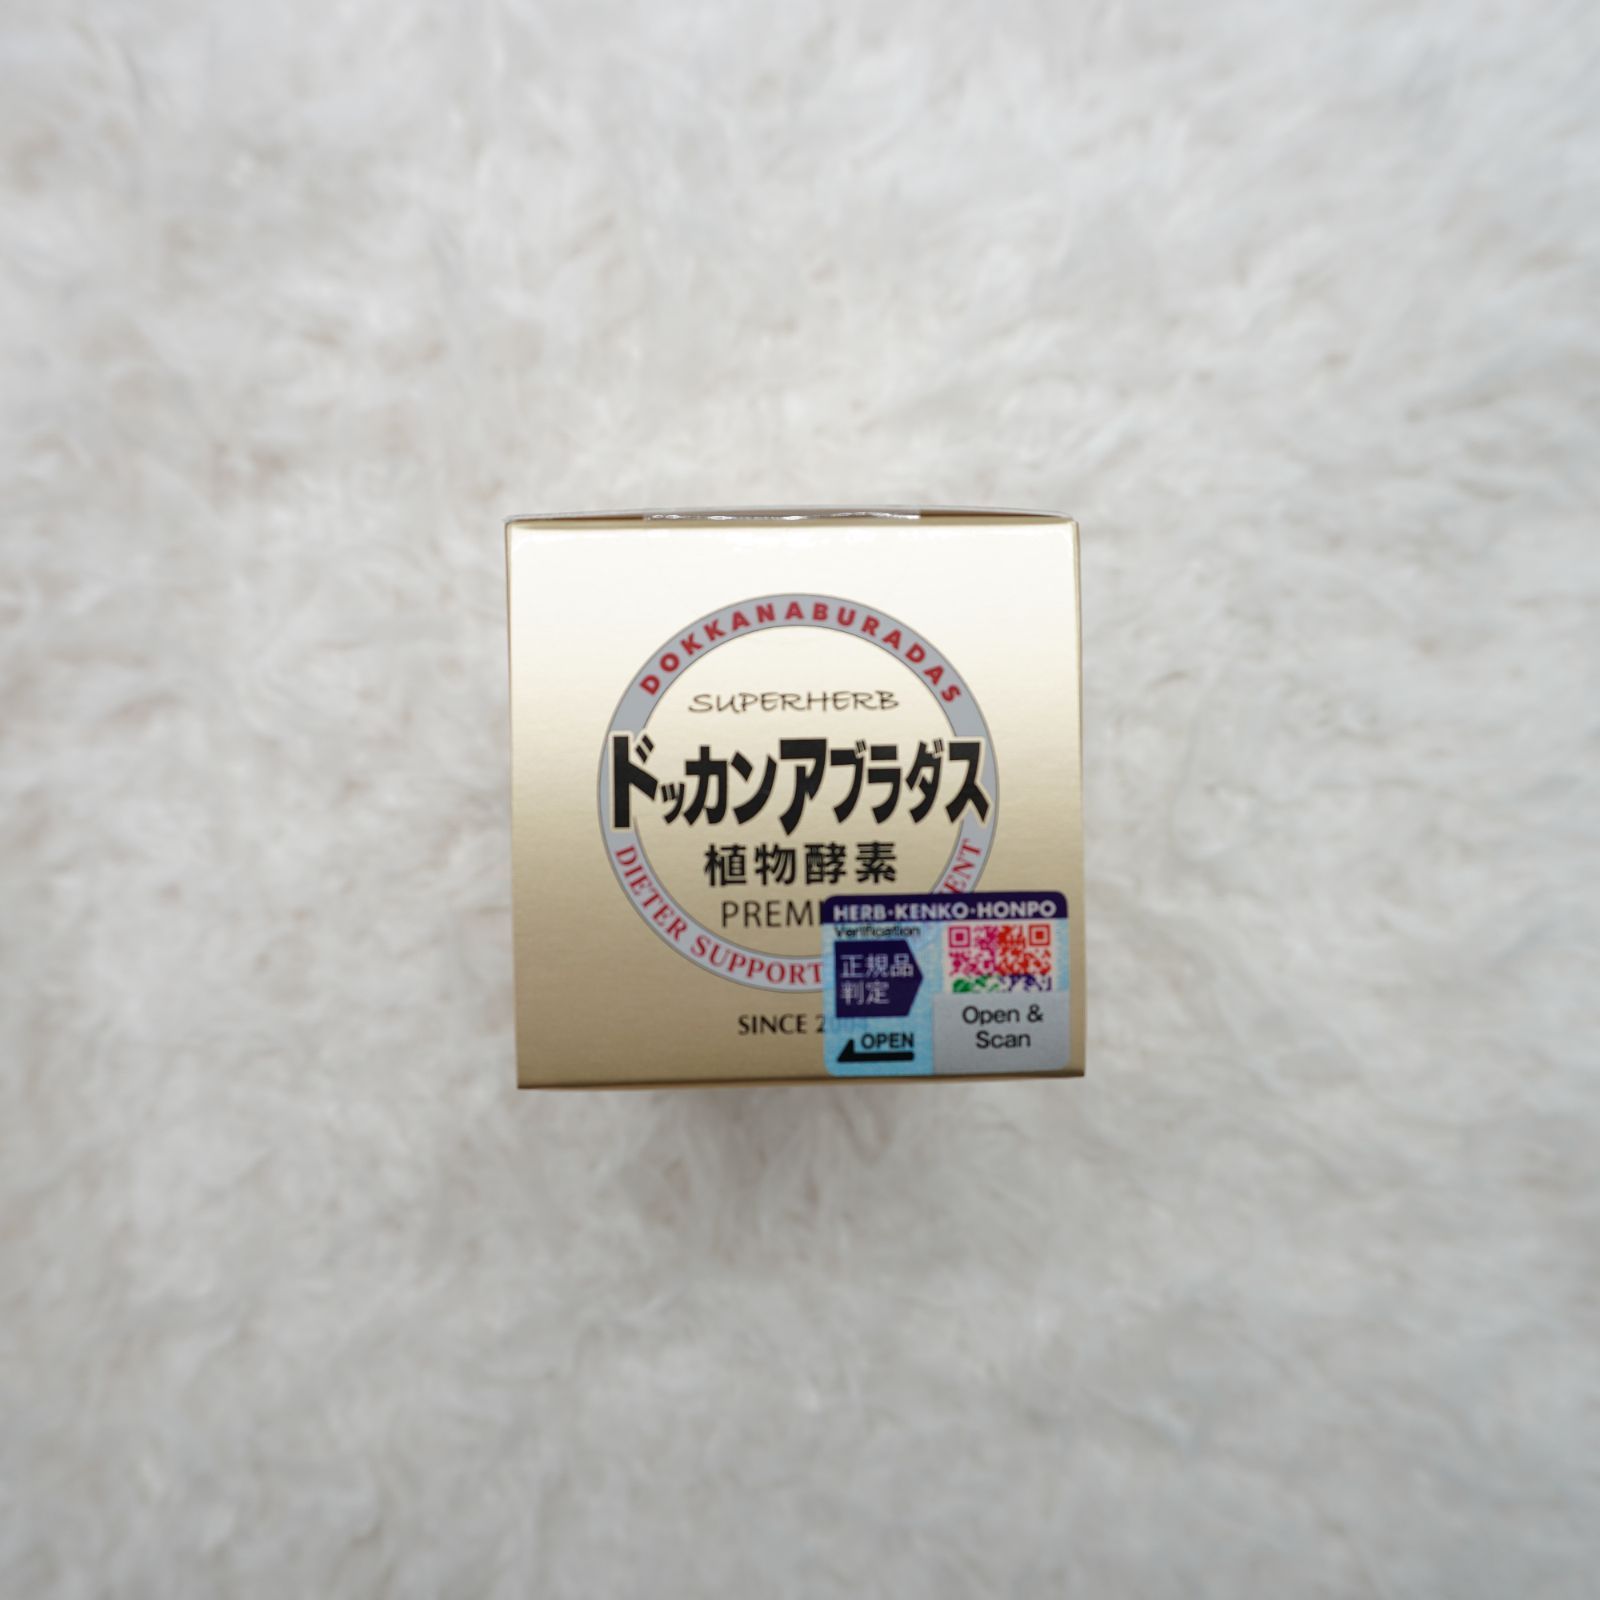 DOKKANABURADAS
SUPERHERB
ドッカンアブラダス
植物酵素
PREMI
DIETER SUPPORT
ENT
SINCE 2004
HERB・KENKO・HONPO
Verification
正規品
判定
OPEN
Open &
Scan